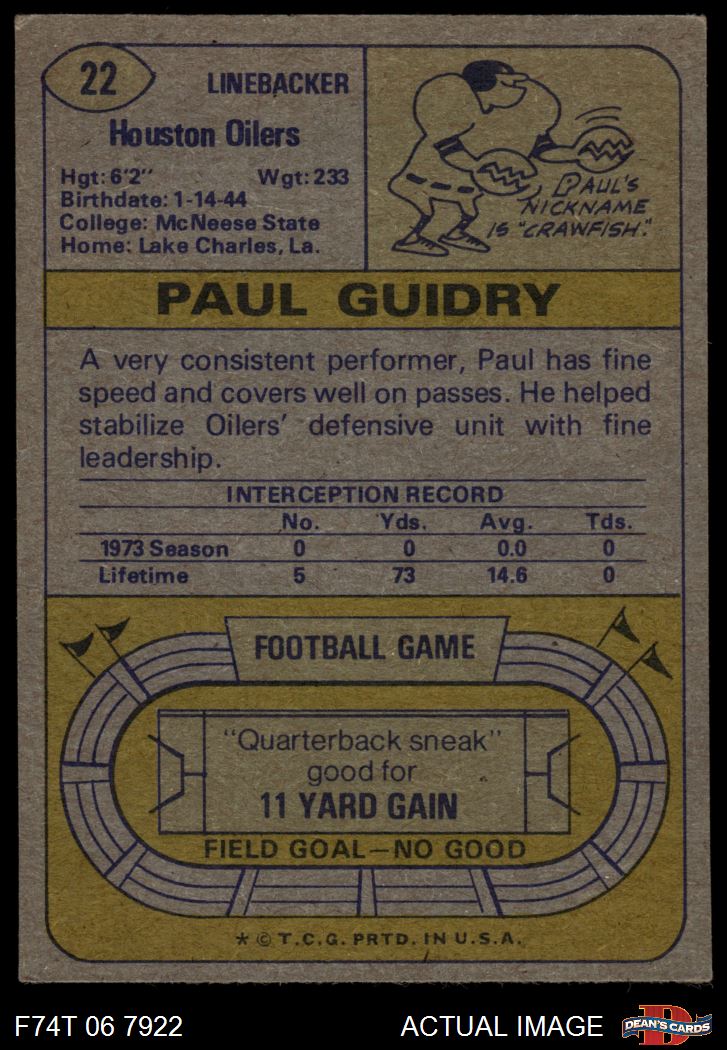 22
LINEBACKER
Houston Oilers
Hgt: 6'2" Wgt: 233
Birthdate: 1-14-44
College: McNeese State
Home: Lake Charles, La.
PAUL'S
NICKNAME
IS "CRAWFISH."
PAUL GUIDRY
A very consistent performer, Paul has fine
speed and covers well on passes. He helped
stabilize Oilers' defensive unit with fine
leadership.
INTERCEPTION RECORD
No. Yds. Avg. Tds.
1973 Season 0 0 0.0 0
Lifetime 5 73 14.6 0
FOOTBALL GAME
"Quarterback sneak"
good for
11 YARD GAIN
FIELD GOAL—NO GOOD
* © T.C.G. PRTD. IN U.S.A.
F74T 06 7922 ACTUAL IMAGE
D
DEAN'S CARDS